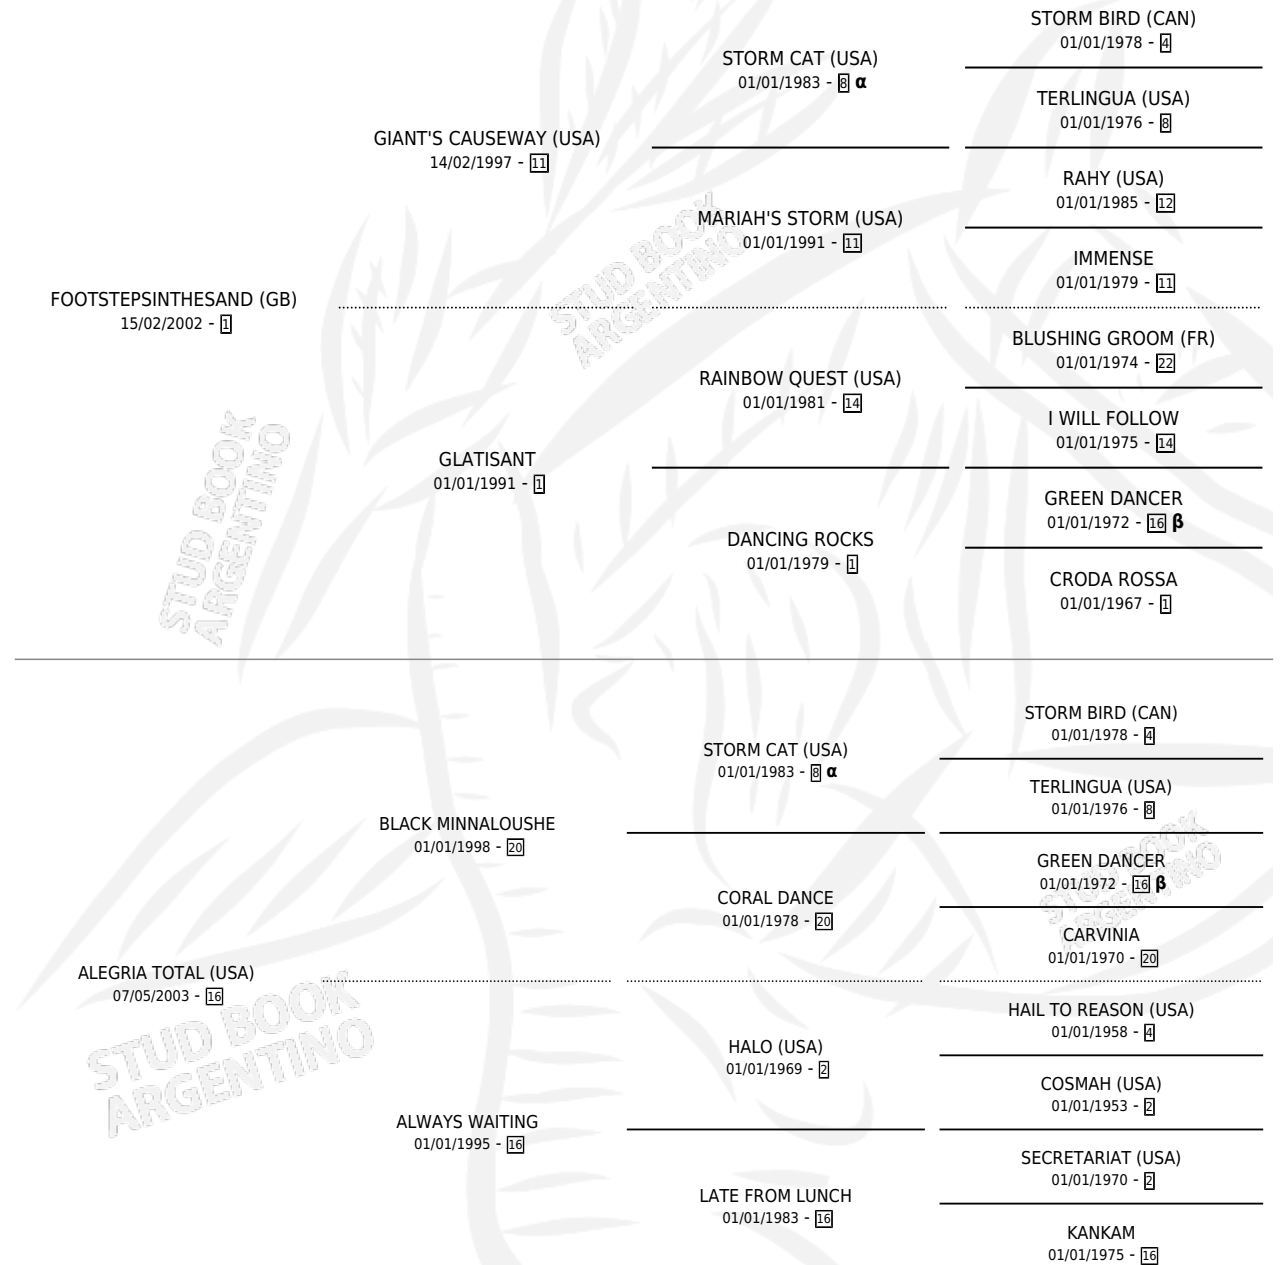 STORM BIRD (CAN)
01/01/1978 - 4
STORM CAT (USA)
01/01/1983 - 8 α
TERLINGUA (USA)
01/01/1976 - 8
GIANT'S CAUSEWAY (USA)
14/02/1997 - 11
RAHY (USA)
01/01/1985 - 12
MARIAH'S STORM (USA)
01/01/1991 - 11
IMMENSE
01/01/1979 - 11
FOOTSTEPSINTHESAND (GB)
15/02/2002 - 1
BLUSHING GROOM (FR)
01/01/1974 - 22
RAINBOW QUEST (USA)
01/01/1981 - 14
I WILL FOLLOW
01/01/1975 - 14
GLATISANT
01/01/1991 - 1
GREEN DANCER
01/01/1972 - 16 β
DANCING ROCKS
01/01/1979 - 1
CRODA ROSSA
01/01/1967 - 1
STORM BIRD (CAN)
01/01/1978 - 4
STORM CAT (USA)
01/01/1983 - 8 α
TERLINGUA (USA)
01/01/1976 - 8
BLACK MINNALOUSHE
01/01/1998 - 20
GREEN DANCER
01/01/1972 - 16 β
CORAL DANCE
01/01/1978 - 20
CARVINIA
01/01/1970 - 20
ALEGRIA TOTAL (USA)
07/05/2003 - 16
HAIL TO REASON (USA)
01/01/1958 - 4
HALO (USA)
01/01/1969 - 2
COSMAH (USA)
01/01/1953 - 2
ALWAYS WAITING
01/01/1995 - 16
SECRETARIAT (USA)
01/01/1970 - 2
LATE FROM LUNCH
01/01/1983 - 16
KANKAM
01/01/1975 - 16
STUD BOOK
ARGENTINO
STUD BOOK
ARGENTINO
STUD BOOK
ARGENTINO
STUD BOOK
ARGENTINO